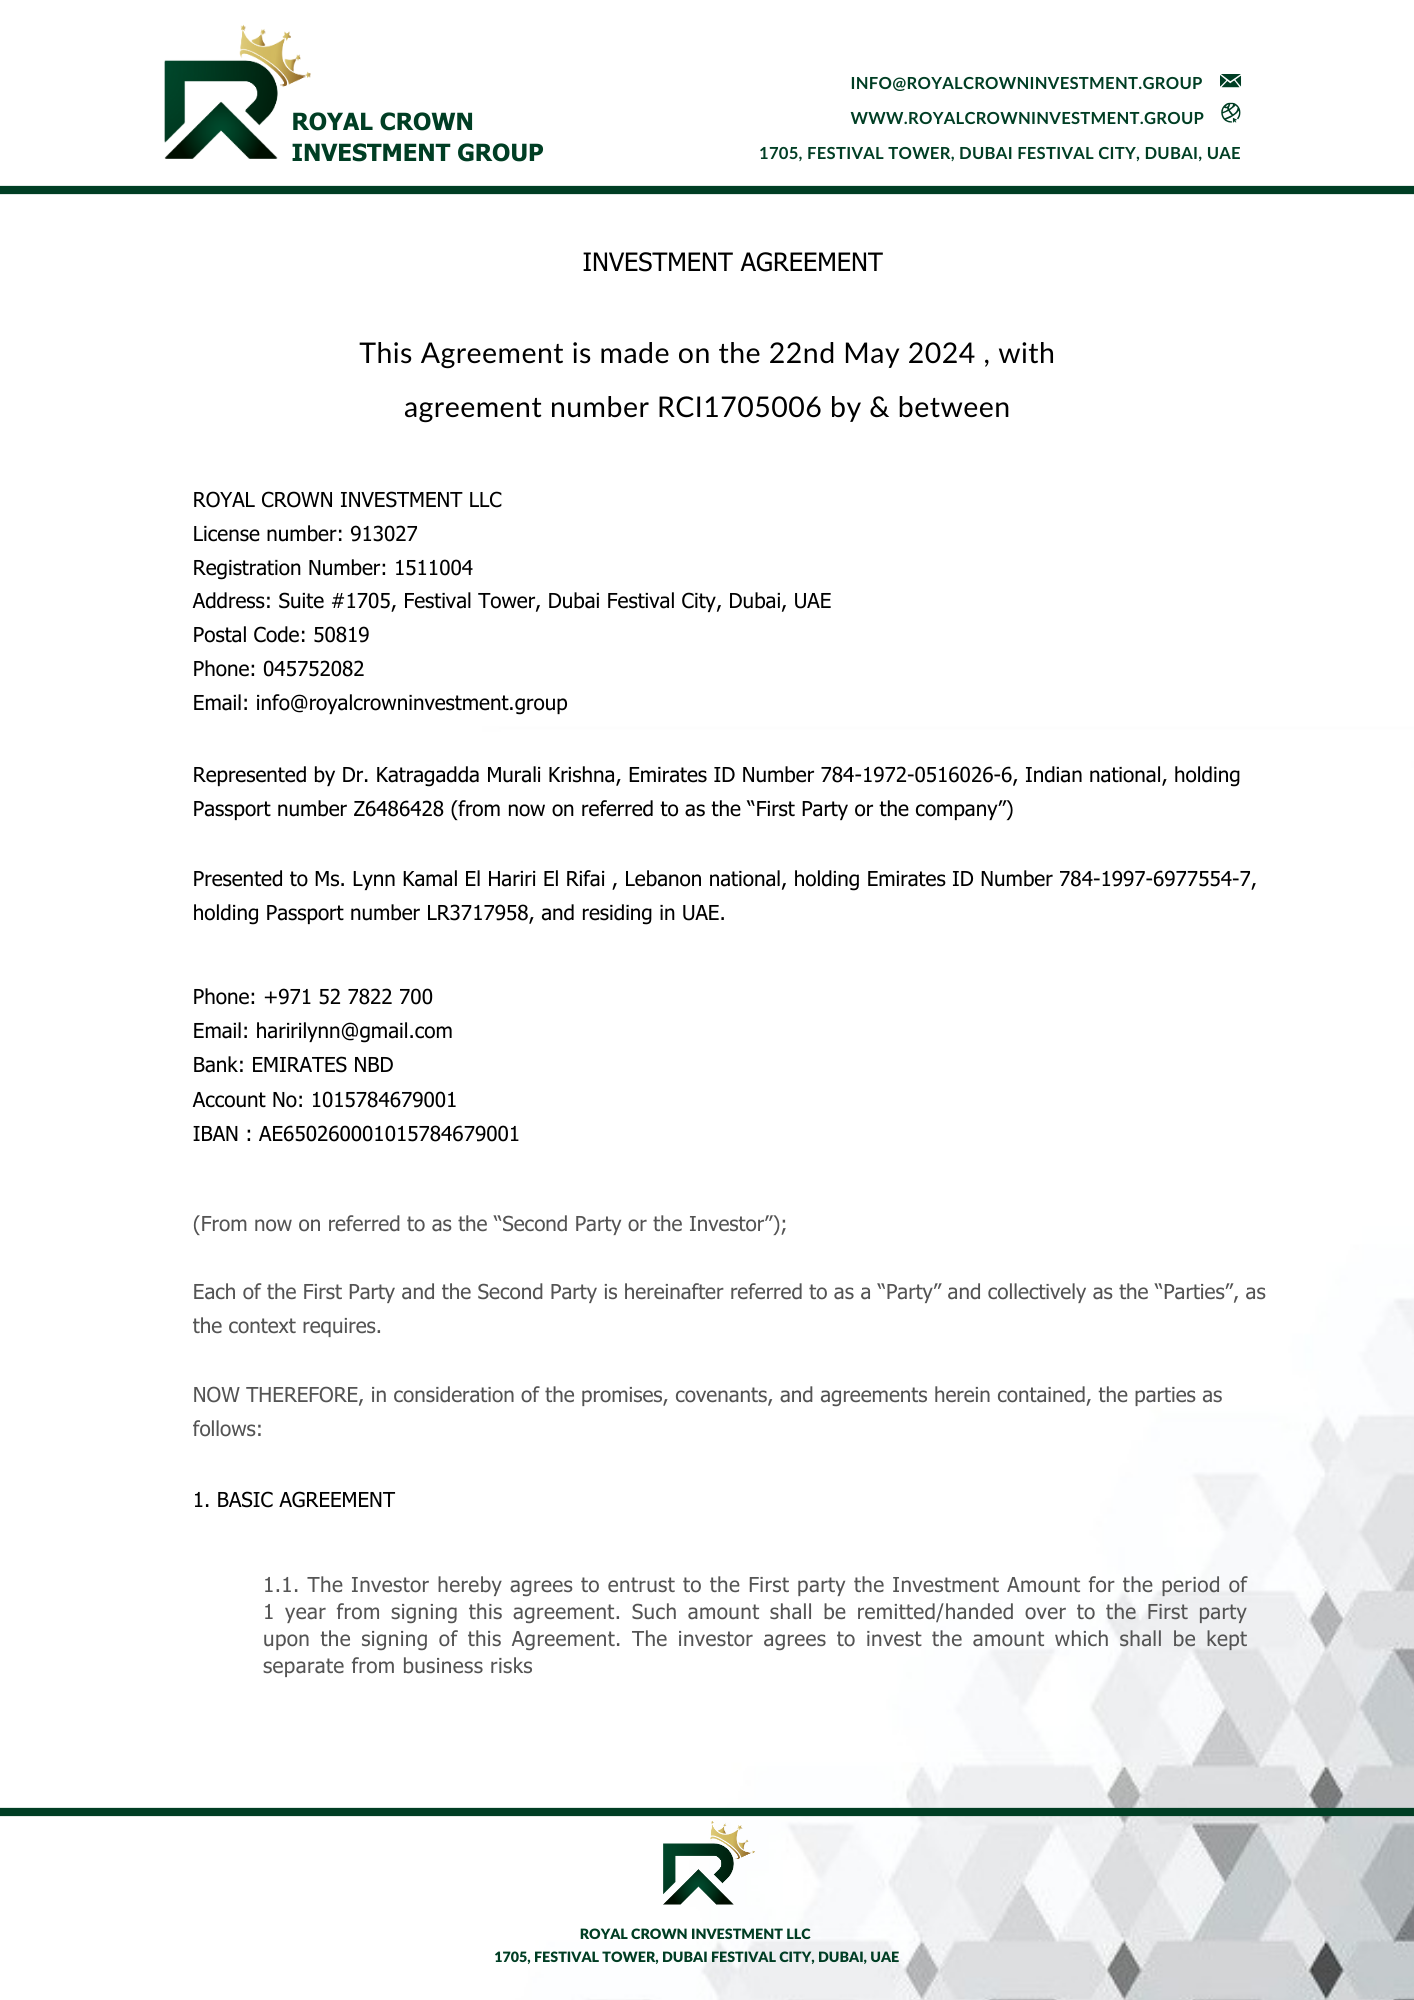 ROYAL CROWN
INVESTMENT GROUP
INFO@ROYALCROWNINVESTMENT.GROUP
WWW.ROYALCROWNINVESTMENT.GROUP
1705, FESTIVAL TOWER, DUBAI FESTIVAL CITY, DUBAI, UAE
INVESTMENT AGREEMENT
This Agreement is made on the 22nd May 2024 , with
agreement number RCI1705006 by & between
ROYAL CROWN INVESTMENT LLC
License number: 913027
Registration Number: 1511004
Address: Suite #1705, Festival Tower, Dubai Festival City, Dubai, UAE
Postal Code: 50819
Phone: 045752082
Email: info@royalcrowninvestment.group
Represented by Dr. Katragadda Murali Krishna, Emirates ID Number 784-1972-0516026-6, Indian national, holding
Passport number Z6486428 (from now on referred to as the “First Party or the company”)
Presented to Ms. Lynn Kamal El Hariri El Rifai , Lebanon national, holding Emirates ID Number 784-1997-6977554-7,
holding Passport number LR3717958, and residing in UAE.
Phone: +971 52 7822 700
Email: haririlynn@gmail.com
Bank: EMIRATES NBD
Account No: 1015784679001
IBAN : AE650260001015784679001
(From now on referred to as the “Second Party or the Investor”);
Each of the First Party and the Second Party is hereinafter referred to as a “Party” and collectively as the “Parties”, as
the context requires.
NOW THEREFORE, in consideration of the promises, covenants, and agreements herein contained, the parties as
follows:
1. BASIC AGREEMENT
1.1. The Investor hereby agrees to entrust to the First party the Investment Amount for the period of
1 year from signing this agreement. Such amount shall be remitted/handed over to the First party
upon the signing of this Agreement. The investor agrees to invest the amount which shall be kept
separate from business risks
ROYAL CROWN INVESTMENT LLC
1705, FESTIVAL TOWER, DUBAI FESTIVAL CITY, DUBAI, UAE